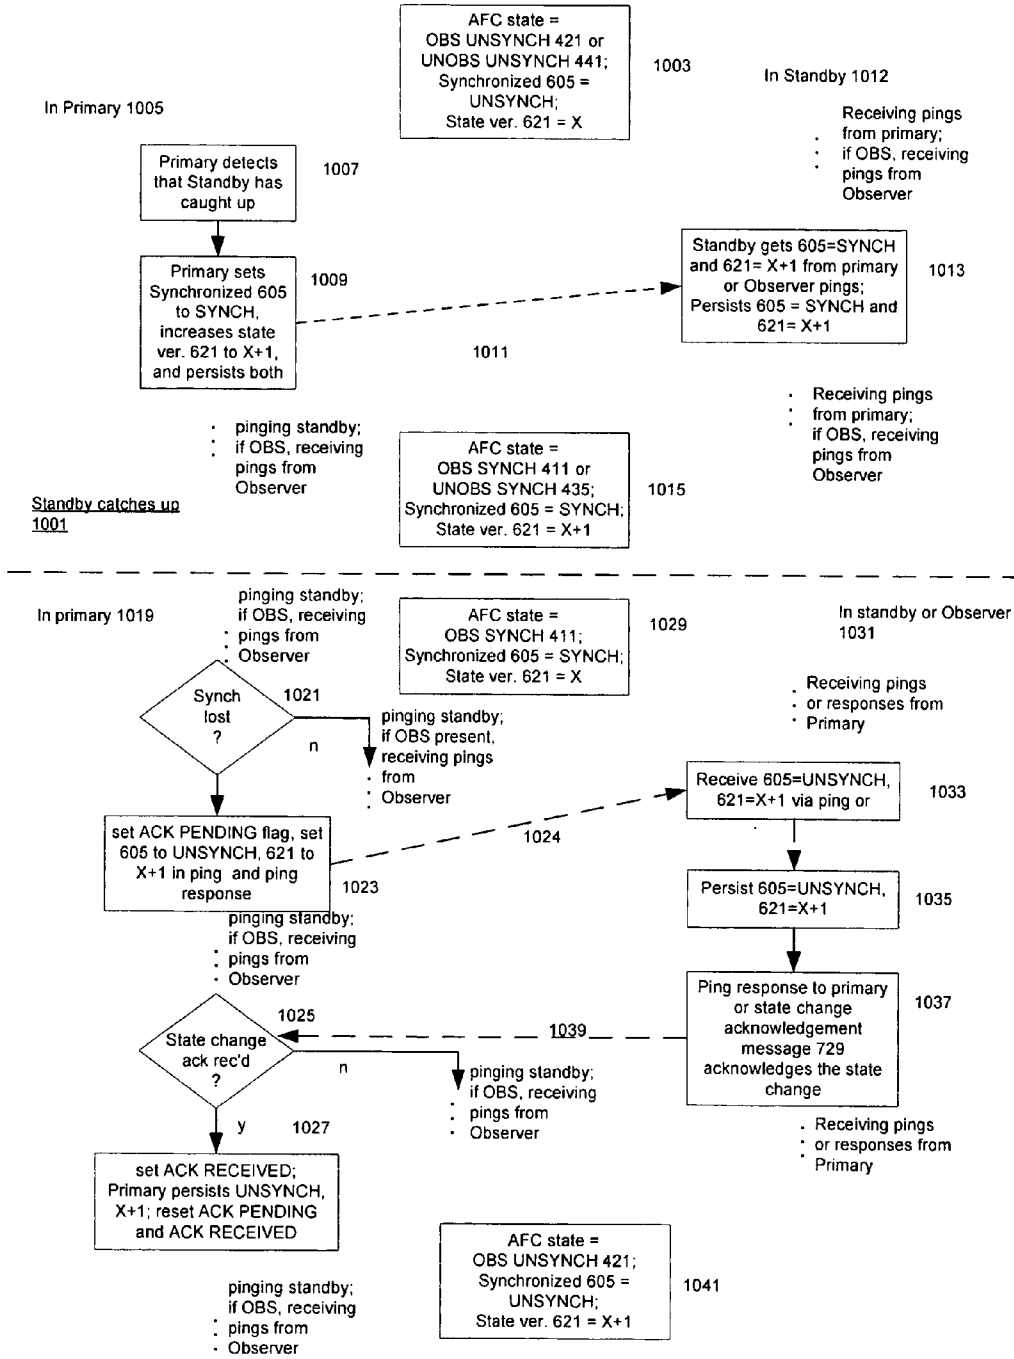 AFC state =
OBS UNSYNCH 421 or
UNOBS UNSYNCH 441;
Synchronized 605 =
UNSYNCH;
State ver. 621 = X
1003
In Standby 1012
In Primary 1005
Receiving pings
from primary;
if OBS, receiving
pings from
Observer
Primary detects
that Standby has
caught up
1007
Primary sets
Synchronized 605
to SYNCH,
increases state
ver. 621 to X+1,
and persists both
1009
1011
Standby gets 605=SYNCH
and 621= X+1 from primary
or Observer pings;
Persists 605 = SYNCH and
621= X+1
1013
pinging standby;
if OBS, receiving
pings from
Observer
Receiving pings
from primary;
if OBS, receiving
pings from
Observer
AFC state =
OBS SYNCH 411 or
UNOBS SYNCH 435;
Synchronized 605 = SYNCH;
State ver. 621 = X+1
1015
Standby catches up
1001
In primary 1019
pinging standby;
if OBS, receiving
pings from
Observer
AFC state =
OBS SYNCH 411;
Synchronized 605 = SYNCH;
State ver. 621 = X
1029
In standby or Observer
1031
Synch
lost
?
1021
n
pinging standby;
if OBS present,
receiving pings
from
Observer
Receiving pings
or responses from
Primary
Receive 605=UNSYNCH,
621=X+1 via ping or
1033
set ACK PENDING flag, set
605 to UNSYNCH, 621 to
X+1 in ping and ping
response
1023
1024
Persist 605=UNSYNCH,
621=X+1
1035
pinging standby;
if OBS, receiving
pings from
Observer
State change
ack rec'd
?
1025
n
y
1039
Ping response to primary
or state change
acknowledgement
message 729
acknowledges the state
change
1037
pinging standby;
if OBS, receiving
pings from
Observer
Receiving pings
or responses from
Primary
1027
set ACK RECEIVED;
Primary persists UNSYNCH,
X+1; reset ACK PENDING
and ACK RECEIVED
AFC state =
OBS UNSYNCH 421;
Synchronized 605 =
UNSYNCH;
State ver. 621 = X+1
1041
pinging standby;
if OBS, receiving
pings from
Observer